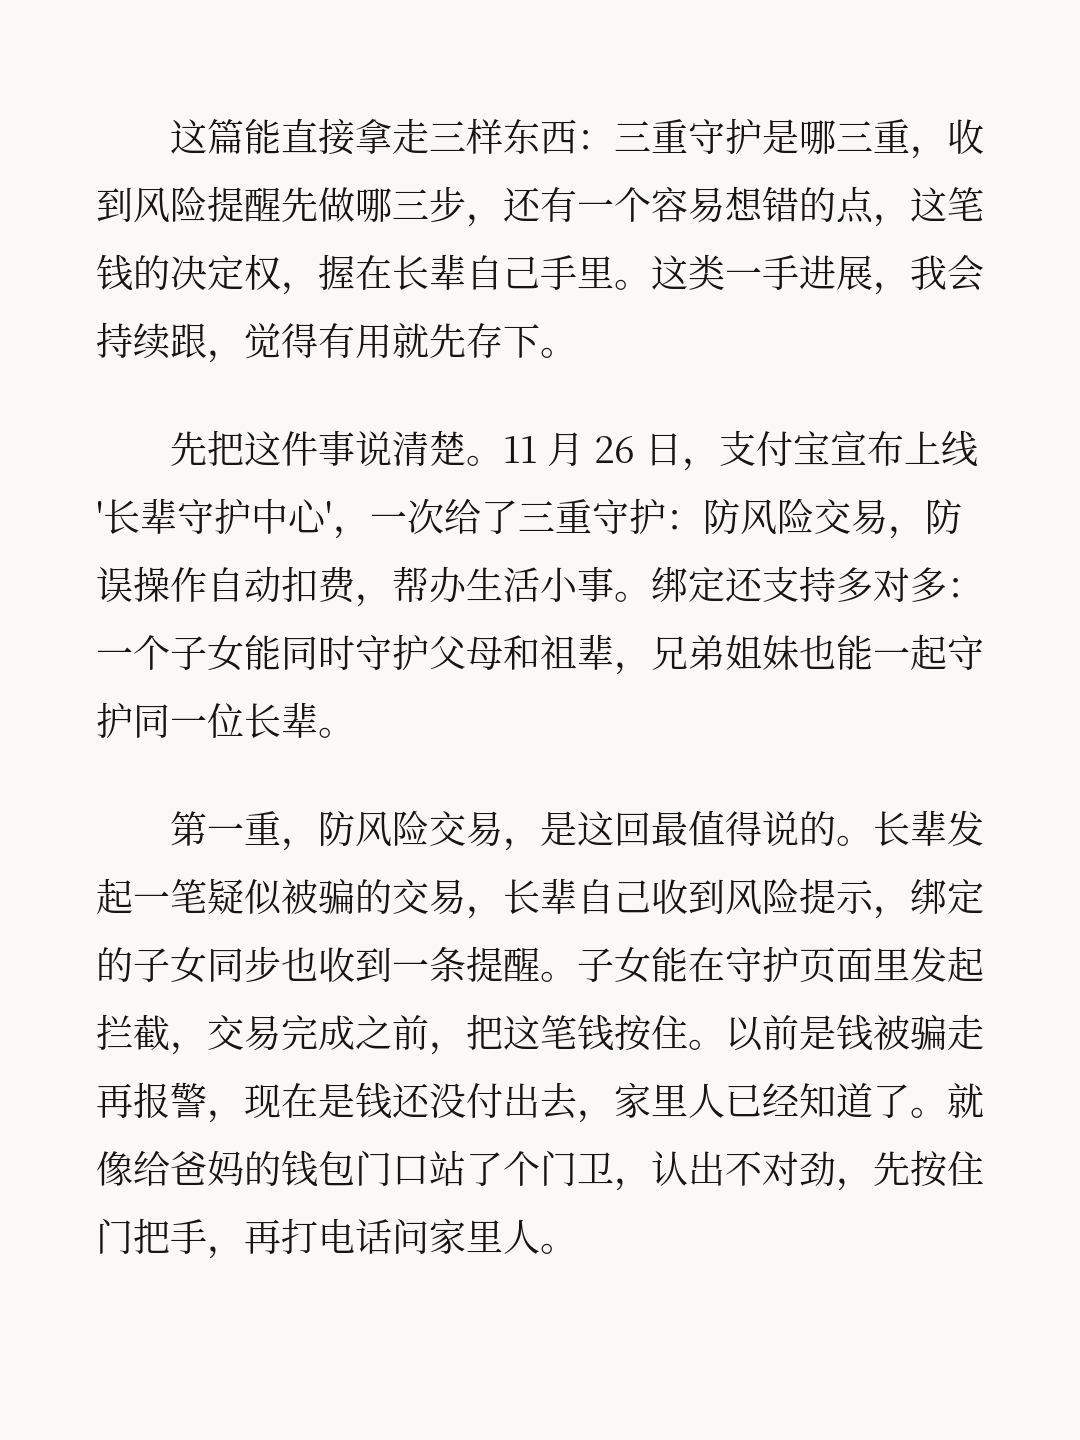 这篇能直接拿走三样东西：三重守护是哪三重，收
到风险提醒先做哪三步，还有一个容易想错的点，这笔
钱的决定权，握在长辈自己手里。这类一手进展，我会
持续跟，觉得有用就先存下。
先把这件事说清楚。11 月 26 日，支付宝宣布上线
'长辈守护中心'，一次给了三重守护：防风险交易，防
误操作自动扣费，帮办生活小事。绑定还支持多对多：
一个子女能同时守护父母和祖辈，兄弟姐妹也能一起守
护同一位长辈。
第一重，防风险交易，是这回最值得说的。长辈发
起一笔疑似被骗的交易，长辈自己收到风险提示，绑定
的子女同步也收到一条提醒。子女能在守护页面里发起
拦截，交易完成之前，把这笔钱按住。以前是钱被骗走
再报警，现在是钱还没付出去，家里人已经知道了。就
像给爸妈的钱包门口站了个门卫，认出不对劲，先按住
门把手，再打电话问家里人。